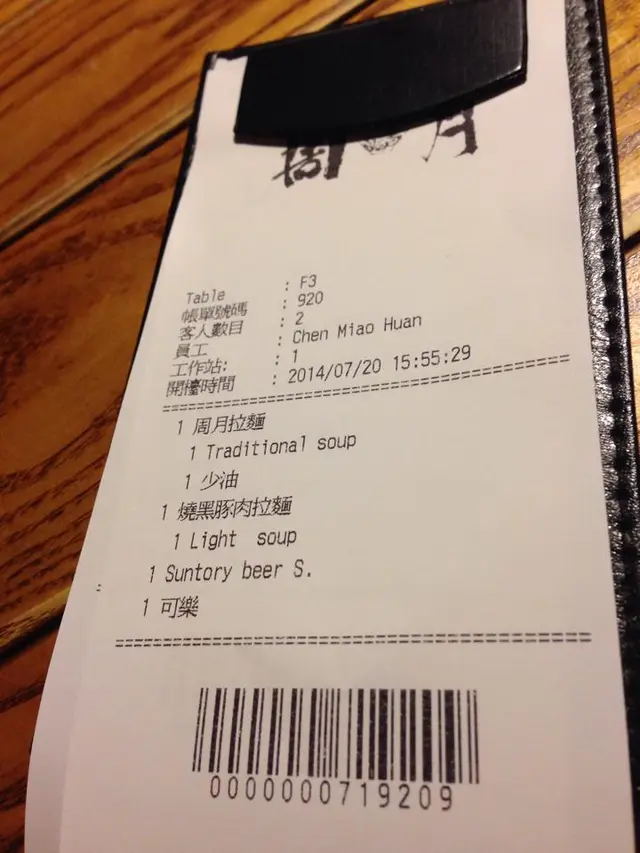 月
Table : F3
帳單號碼 : 920
客人數目 : 2
員工 : Chen Miao Huan
工作站: : 1
開檯時間 : 2014/07/20 15:55:29
1 周月拉麵
1 Traditional soup
1 少油
1 燒黑豚肉拉麵
1 Light soup
1 Suntory beer S.
1 可樂
0000000719209